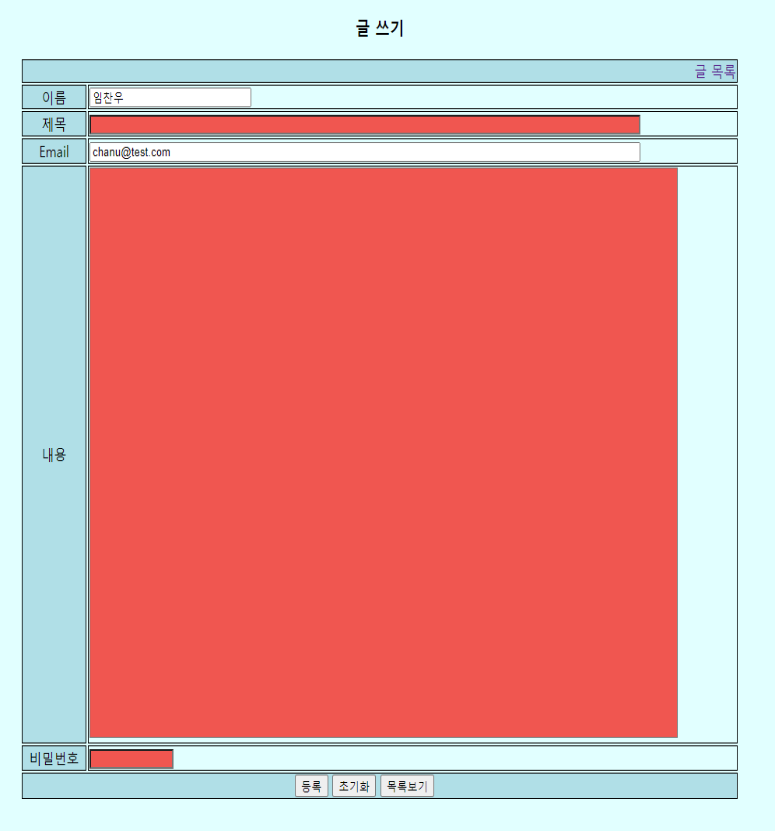 글 쓰기
글 목록
이름 임찬우
제목
Email chanu@test.com
내용
비밀번호
등록 초기화 목록보기